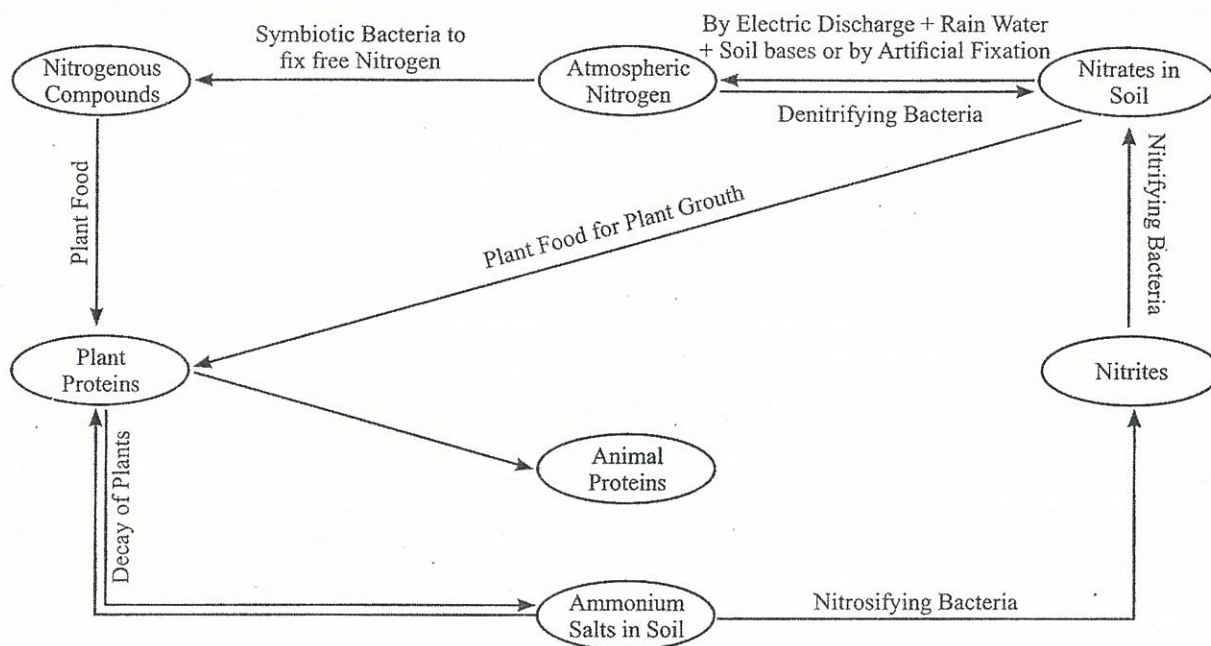 By Electric Discharge + Rain Water
+ Soil bases or by Artificial Fixation
Symbiotic Bacteria to
fix free Nitrogen
Nitrogenous
Compounds
Atmospheric
Nitrogen
Nitrates in
Soil
Denitrifying Bacteria
Plant Food
Plant Food for Plant Grouth
Nitrifying Bacteria
Plant
Proteins
Nitrites
Animal
Proteins
Decay of Plants
Ammonium
Salts in Soil
Nitrosifying Bacteria